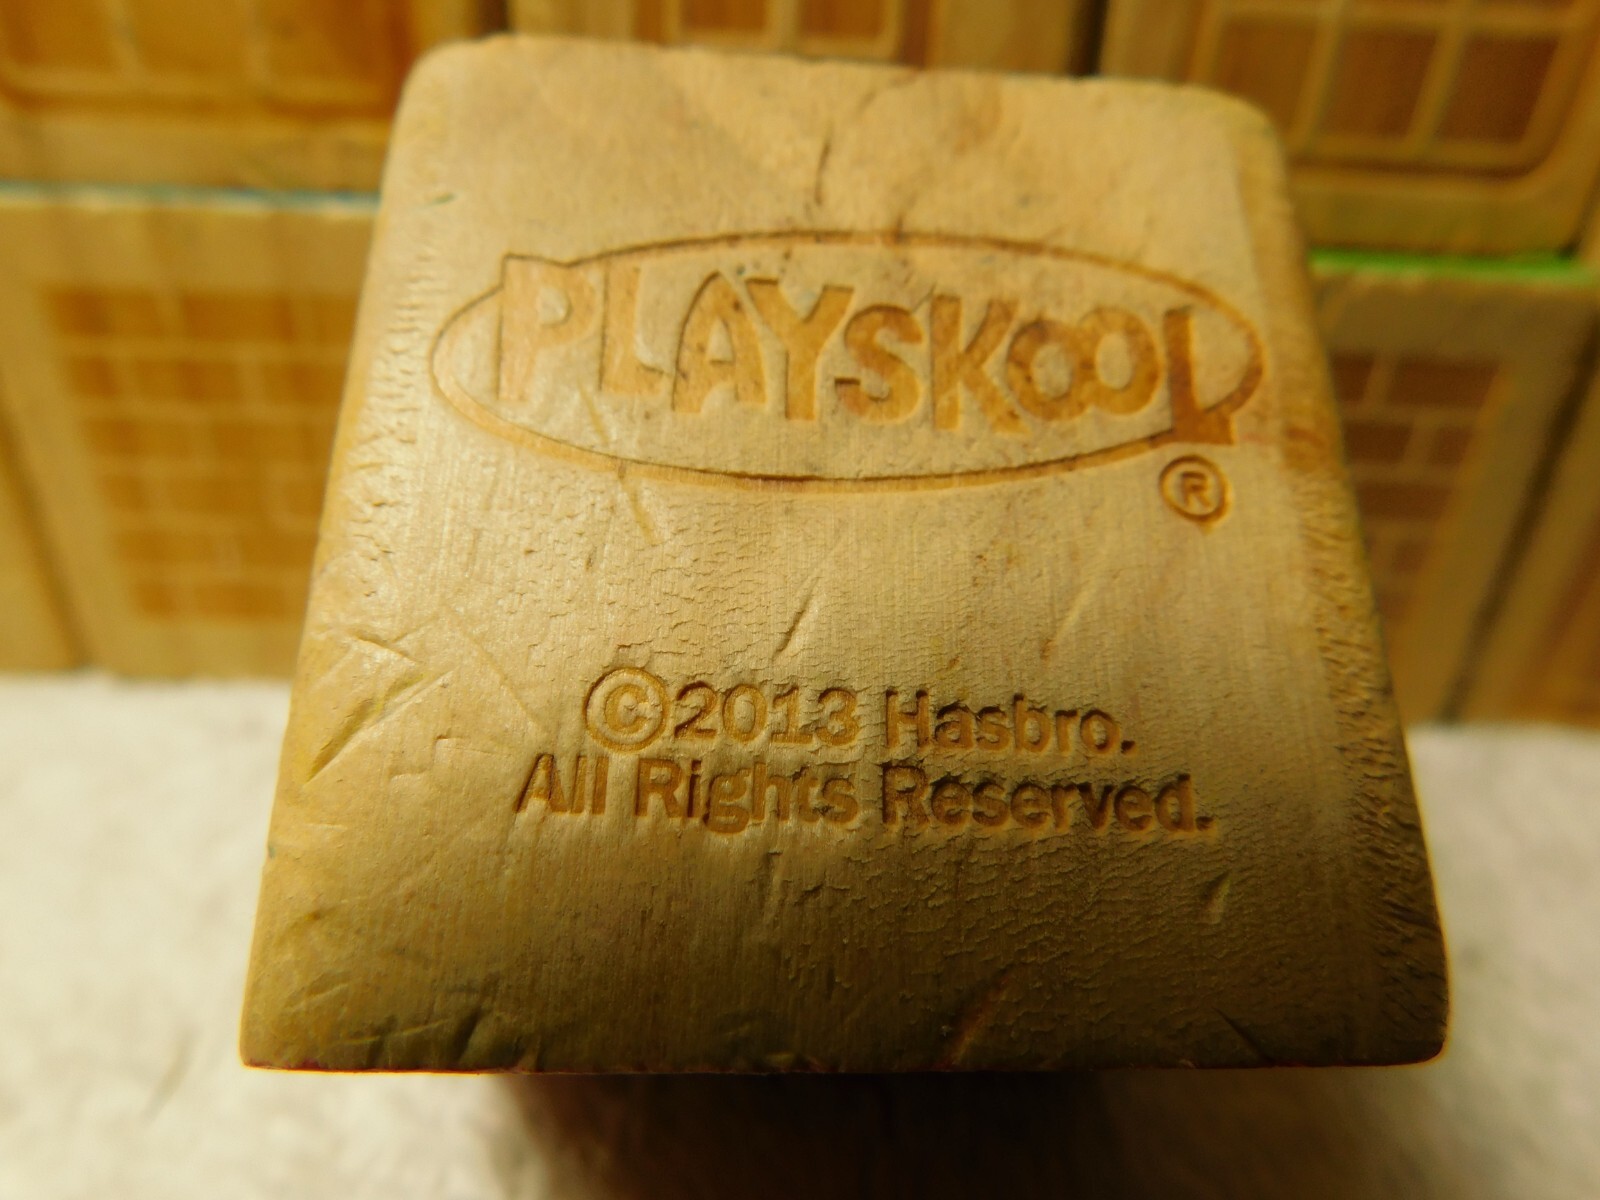 PLAYSKOOL
®
©2013 Hasbro.
All Rights Reserved.